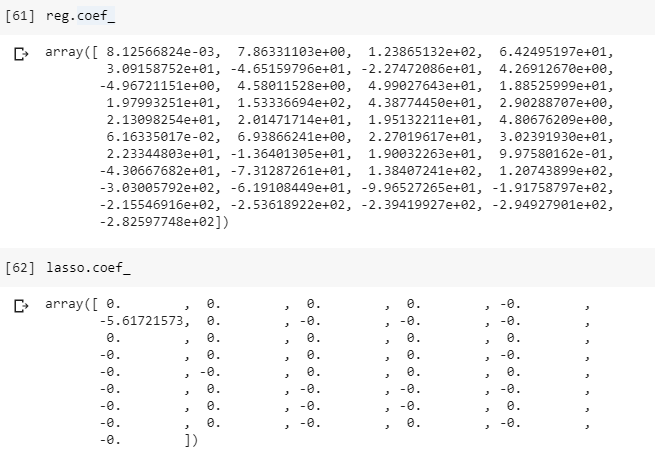 [61] reg.coef_
array([ 8.12566824e-03, 7.86331103e+00, 1.23865132e+02, 6.42495197e+01,
3.09158752e+01, -4.65159796e+01, -2.27472086e+01, 4.26912670e+00,
-4.96721151e+00, 4.58011528e+00, 4.99027643e+01, 1.88525999e+01,
1.97993251e+01, 1.53336694e+02, 4.38774450e+01, 2.90288707e+00,
2.13098254e+01, 2.01471714e+01, 1.95132211e+01, 4.80676209e+00,
6.16335017e-02, 6.93866241e+00, 2.27019617e+01, 3.02391930e+01,
2.23344803e+01, -1.36401305e+01, 1.90032263e+01, 9.97580162e-01,
-4.30667682e+01, -7.31287261e+01, 1.38407241e+02, 1.20743899e+02,
-3.03005792e+02, -6.19108449e+01, -9.96527265e+01, -1.91758797e+02,
-2.15546916e+02, -2.53618922e+02, -2.39419927e+02, -2.94927901e+02,
-2.82597748e+02])
[62] lasso.coef_
array([ 0. , 0. , 0. , 0. , -0. ,
-5.61721573, 0. , -0. , -0. , -0. ,
0. , 0. , 0. , 0. , 0. ,
-0. , 0. , 0. , 0. , -0. ,
-0. , -0. , 0. , 0. , 0. ,
-0. , 0. , -0. , -0. , -0. ,
-0. , 0. , -0. , -0. , 0. ,
-0. , 0. , -0. , 0. , -0. ,
-0. ])